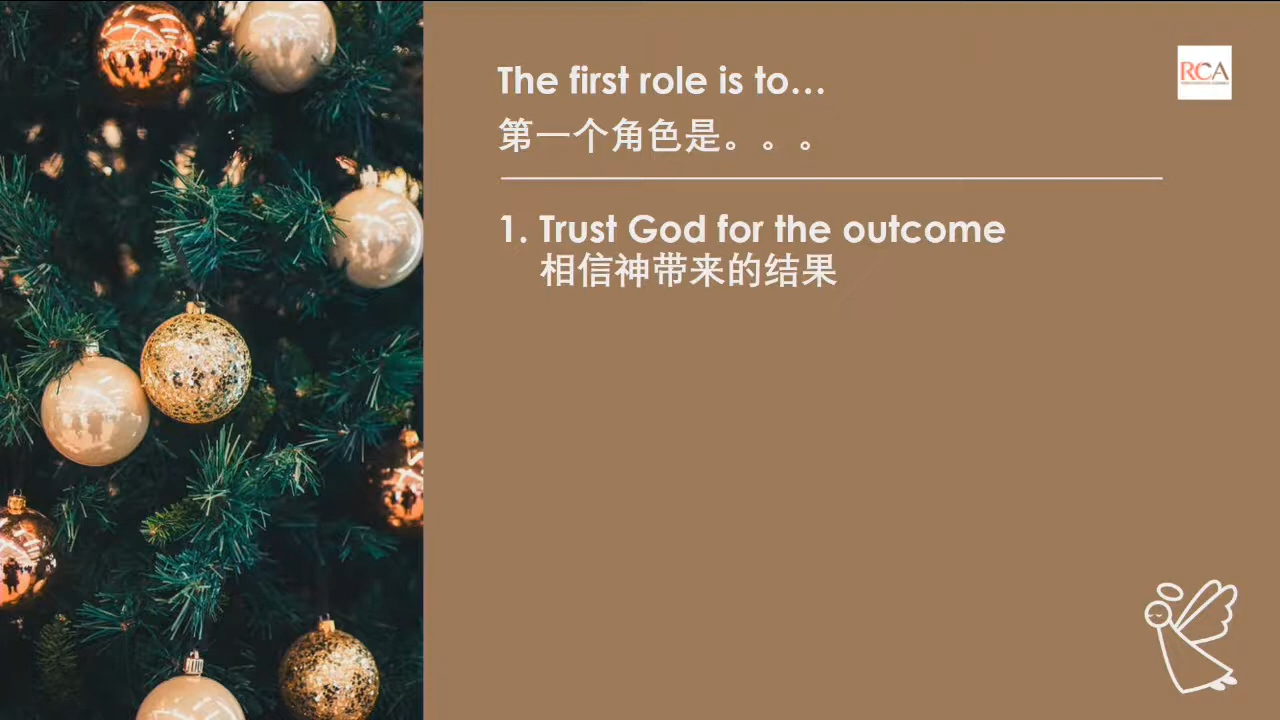 The first role is to...
第一个角色是。。。
1. Trust God for the outcome
相信神带来的结果
RCA